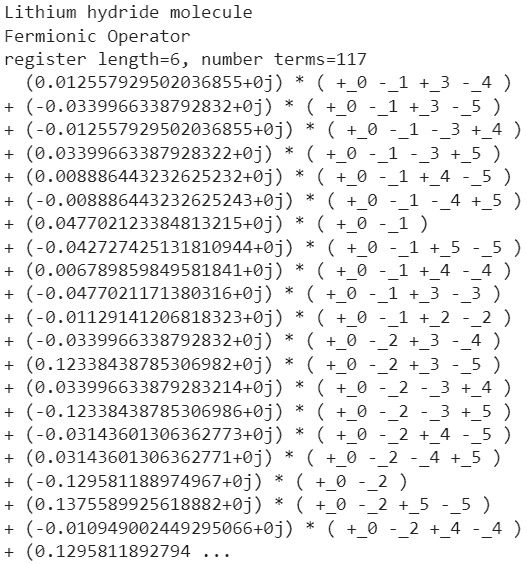 Lithium hydride molecule
Fermionic Operator
register length=6, number terms=117
(0.012557929502036855+0j) * ( +_0 -_1 +_3 -_4 )
+ (-0.0339966338792832+0j) * ( +_0 -_1 +_3 -_5 )
+ (-0.012557929502036855+0j) * ( +_0 -_1 -_3 +_4 )
+ (0.03399663387928322+0j) * ( +_0 -_1 -_3 +_5 )
+ (0.008886443232625232+0j) * ( +_0 -_1 +_4 -_5 )
+ (-0.008886443232625243+0j) * ( +_0 -_1 -_4 +_5 )
+ (0.047702123384813215+0j) * ( +_0 -_1 )
+ (-0.042727425131810944+0j) * ( +_0 -_1 +_5 -_5 )
+ (0.006789859849581841+0j) * ( +_0 -_1 +_4 -_4 )
+ (-0.0477021171380316+0j) * ( +_0 -_1 +_3 -_3 )
+ (-0.01129141206818323+0j) * ( +_0 -_1 +_2 -_2 )
+ (-0.0339966338792832+0j) * ( +_0 -_2 +_3 -_4 )
+ (0.12338438785306982+0j) * ( +_0 -_2 +_3 -_5 )
+ (0.033996633879283214+0j) * ( +_0 -_2 -_3 +_4 )
+ (-0.12338438785306986+0j) * ( +_0 -_2 -_3 +_5 )
+ (-0.03143601306362773+0j) * ( +_0 -_2 +_4 -_5 )
+ (0.03143601306362771+0j) * ( +_0 -_2 -_4 +_5 )
+ (-0.129581188974967+0j) * ( +_0 -_2 )
+ (0.1375589925618882+0j) * ( +_0 -_2 +_5 -_5 )
+ (-0.010949002449295066+0j) * ( +_0 -_2 +_4 -_4 )
+ (0.1295811892794 ...